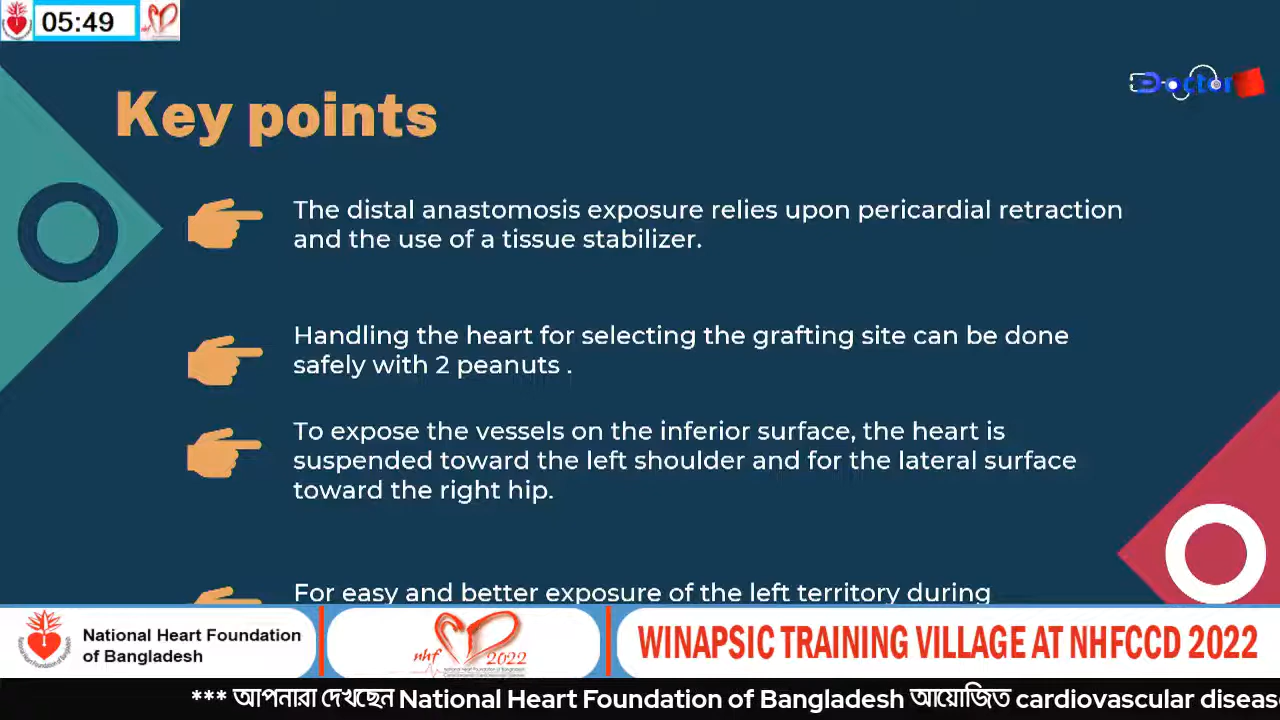 05:49
Doctor
Key points
The distal anastomosis exposure relies upon pericardial retraction
and the use of a tissue stabilizer.
Handling the heart for selecting the grafting site can be done
safely with 2 peanuts .
To expose the vessels on the inferior surface, the heart is
suspended toward the left shoulder and for the lateral surface
toward the right hip.
For easy and better exposure of the left territory during
National Heart Foundation
of Bangladesh
nhf 2022
WINAPSIC TRAINING VILLAGE AT NHFCCD 2022
*** আপনারা দেখছেন National Heart Foundation of Bangladesh আয়োজিত cardiovascular diseas